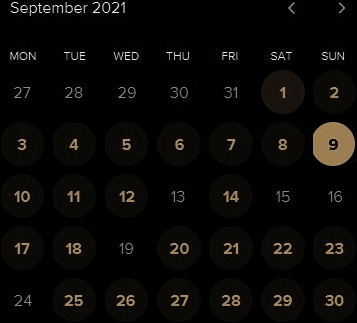 September 2021
MON TUE WED THU FRI SAT SUN
27 28 29 30 31 1 2
3 4 5 6 7 8 9
10 11 12 13 14 15 16
17 18 19 20 21 22 23
24 25 26 27 28 29 30